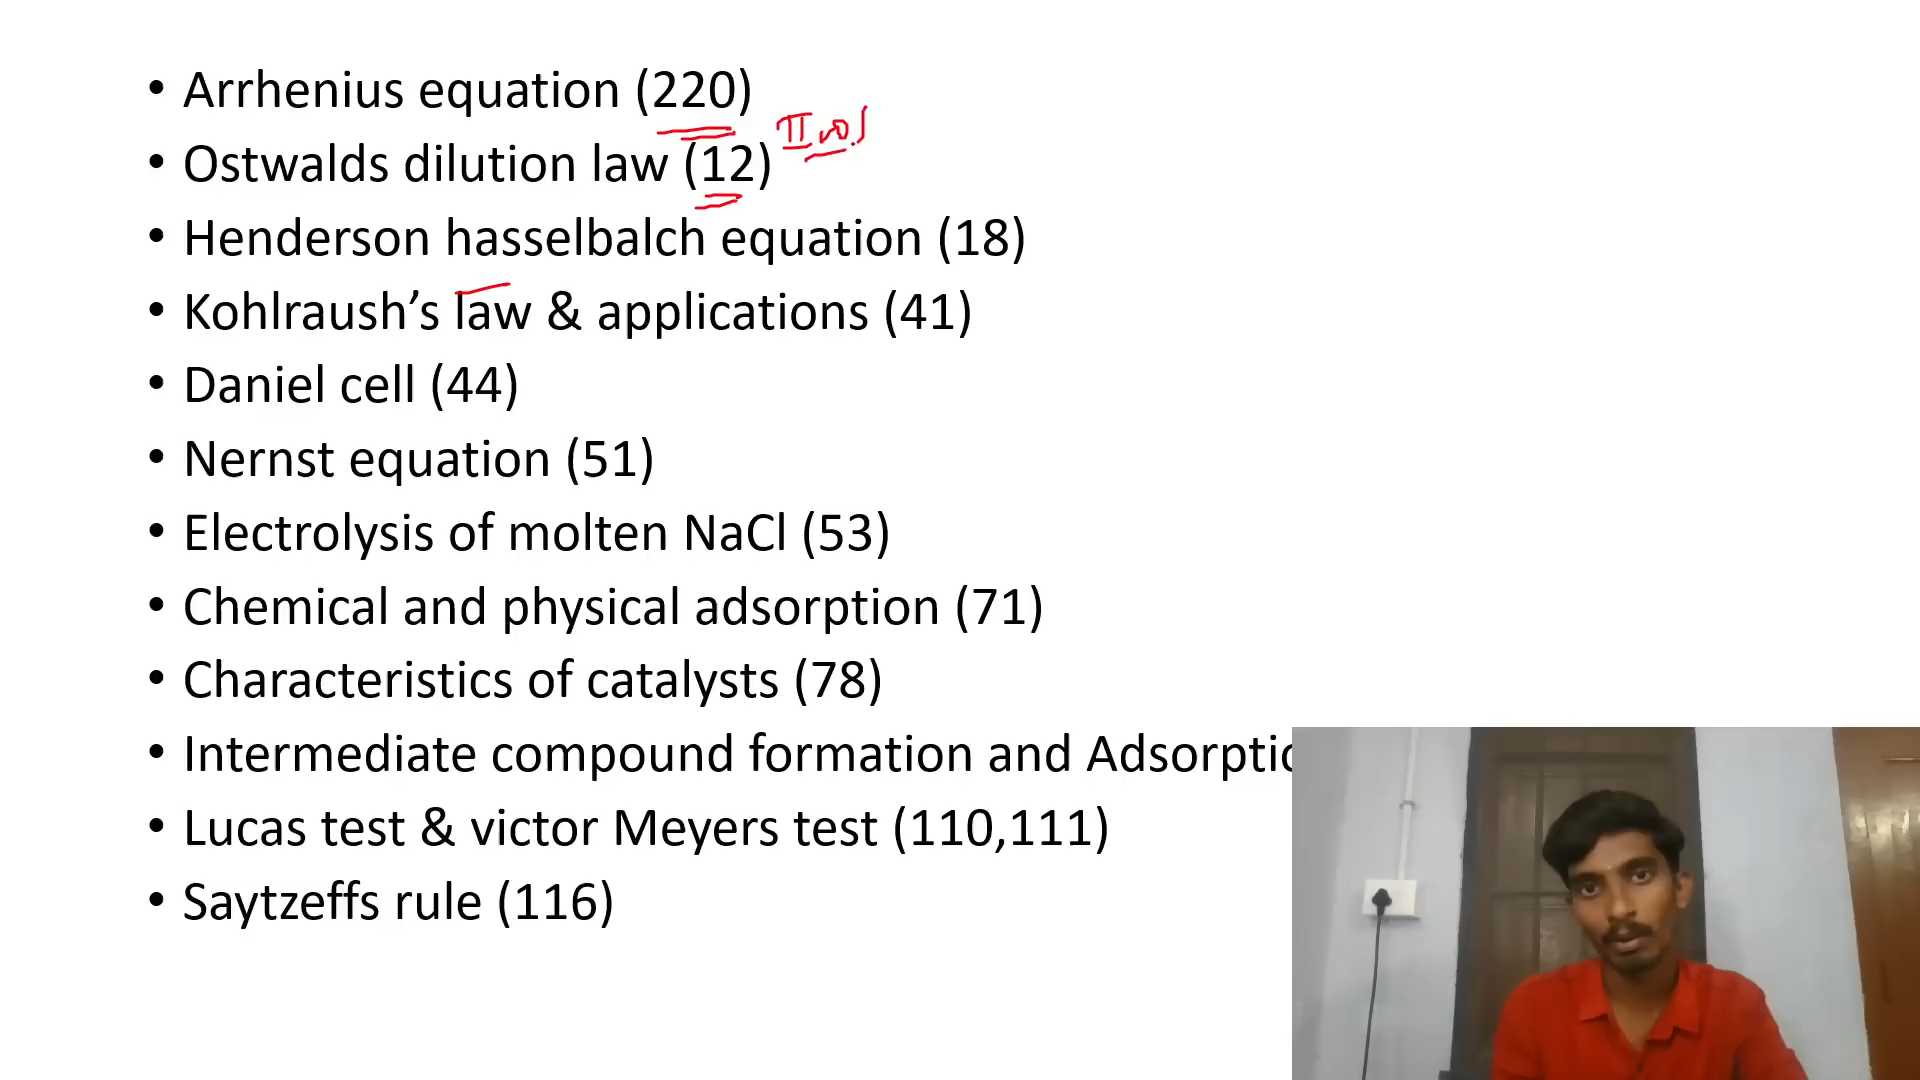 • Arrhenius equation (220)
II vol
• Ostwalds dilution law (12)
• Henderson hasselbalch equation (18)
• Kohlraush’s law & applications (41)
• Daniel cell (44)
• Nernst equation (51)
• Electrolysis of molten NaCl (53)
• Chemical and physical adsorption (71)
• Characteristics of catalysts (78)
• Intermediate compound formation and
• Lucas test & victor Meyers test (110,111)
• Saytzeffs rule (116)